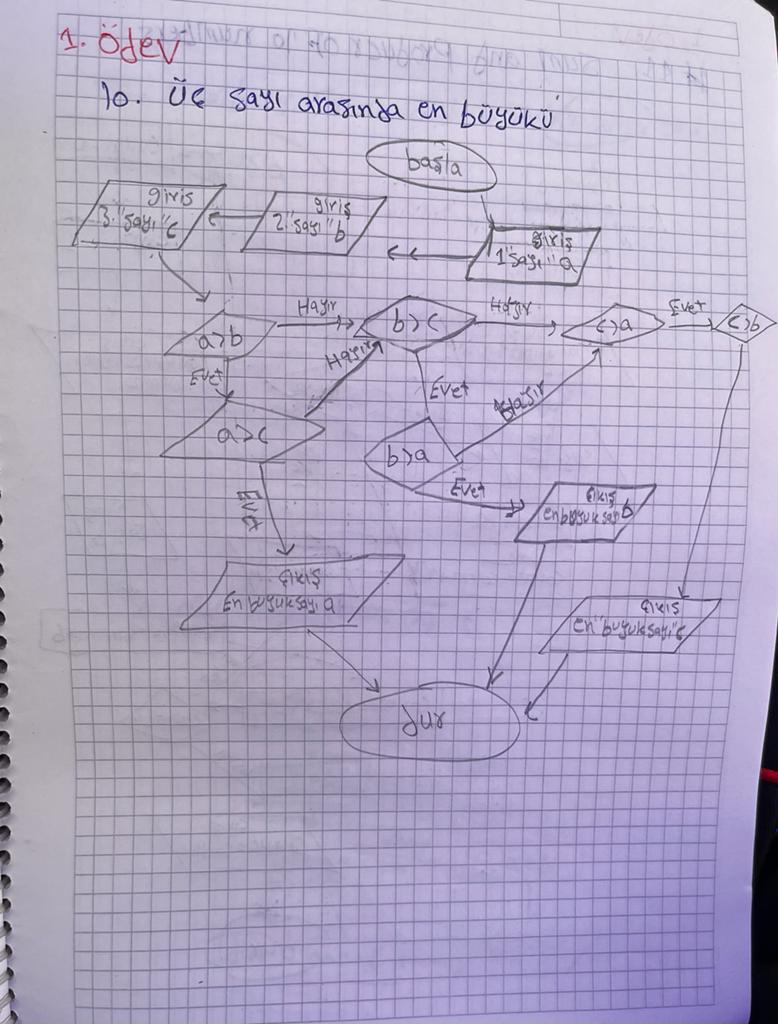 1. Ödev
10. Üç sayı arasında en büyükü
başla
giriş
1."sayı" a
giriş
2."sayı" b
giriş
3."sayı" c
a>b
Hayır
b>c
Hayır
c>a
Evet
c>b
Evet
Hayır
a>c
Evet
b>a
Hayır
Evet
çıkış
en büyük sayı b
Evet
çıkış
En büyük sayı a
çıkış
en "büyük sayı" c
dur